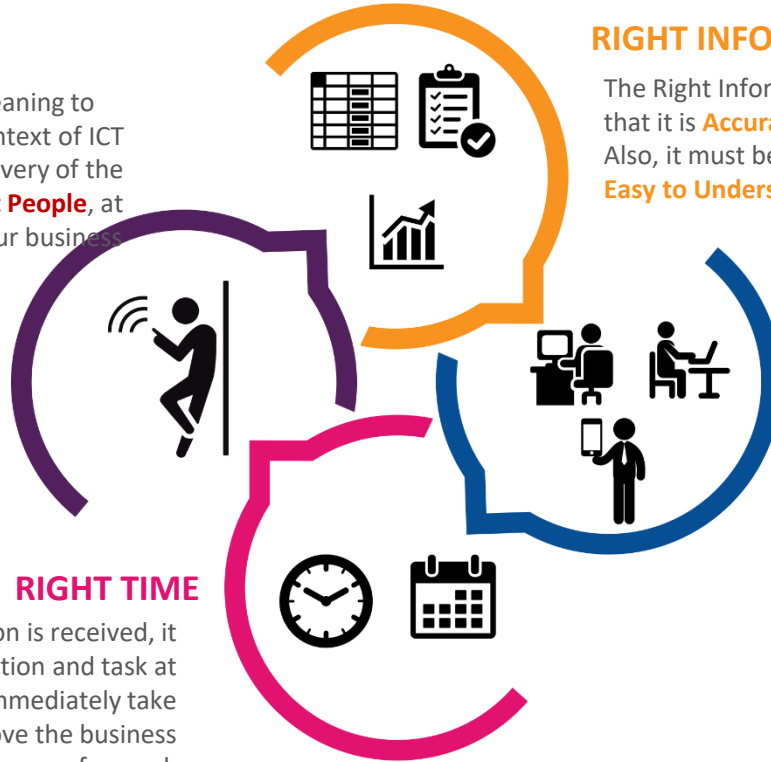 eaning to
ntext of ICT
very of the
People, at
ur business
RIGHT INFO
The Right Infor
that it is Accura
Also, it must be
Easy to Unders
RIGHT TIME
on is received, it
tion and task at
mmediately take
ove the business